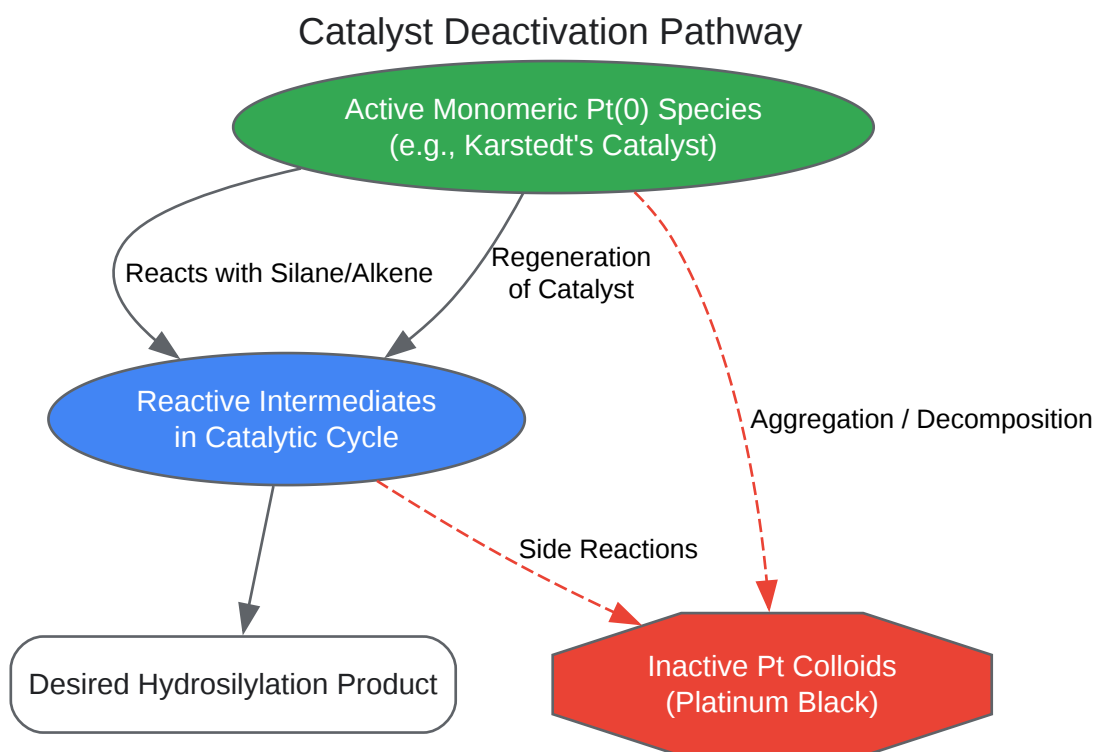 Catalyst Deactivation Pathway
Active Monomeric Pt(0) Species
(e.g., Karstedt's Catalyst)
Reacts with Silane/Alkene
Regeneration
of Catalyst
Reactive Intermediates
in Catalytic Cycle
Aggregation / Decomposition
Side Reactions
Desired Hydrosilylation Product
Inactive Pt Colloids
(Platinum Black)